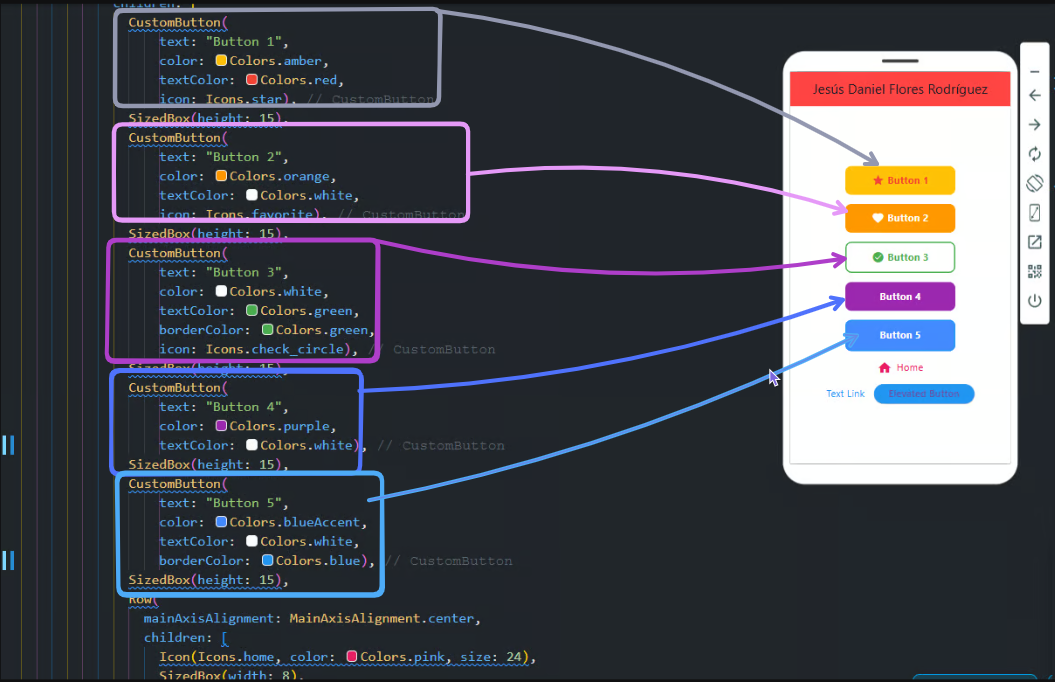 children: [
CustomButton(
text: "Button 1",
color: Colors.amber,
textColor: Colors.red,
icon: Icons.star), // CustomButton
SizedBox(height: 15),
CustomButton(
text: "Button 2",
color: Colors.orange,
textColor: Colors.white,
icon: Icons.favorite), // CustomButton
SizedBox(height: 15),
CustomButton(
text: "Button 3",
color: Colors.white,
textColor: Colors.green,
borderColor: Colors.green,
icon: Icons.check_circle), // CustomButton
SizedBox(height: 15),
CustomButton(
text: "Button 4",
color: Colors.purple,
textColor: Colors.white), // CustomButton
SizedBox(height: 15),
CustomButton(
text: "Button 5",
color: Colors.blueAccent,
textColor: Colors.white,
borderColor: Colors.blue), // CustomButton
SizedBox(height: 15),
Row(
mainAxisAlignment: MainAxisAlignment.center,
children: [
Icon(Icons.home, color: Colors.pink, size: 24),
SizedBox(width: 8),
Jesús Daniel Flores Rodríguez
Button 1
Button 2
Button 3
Button 4
Button 5
Home
Text Link Elevated Button